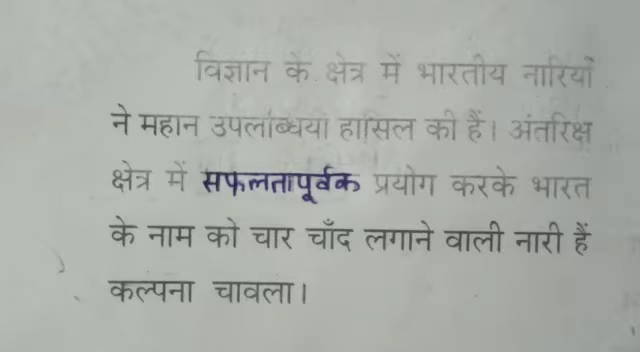 विज्ञान के क्षेत्र में भारतीय नारियों
ने महान उपलब्धियां हासिल की हैं। अंतरिक्ष
क्षेत्र में सफलतापूर्वक प्रयोग करके भारत
के नाम को चार चाँद लगाने वाली नारी हैं
कल्पना चावला।